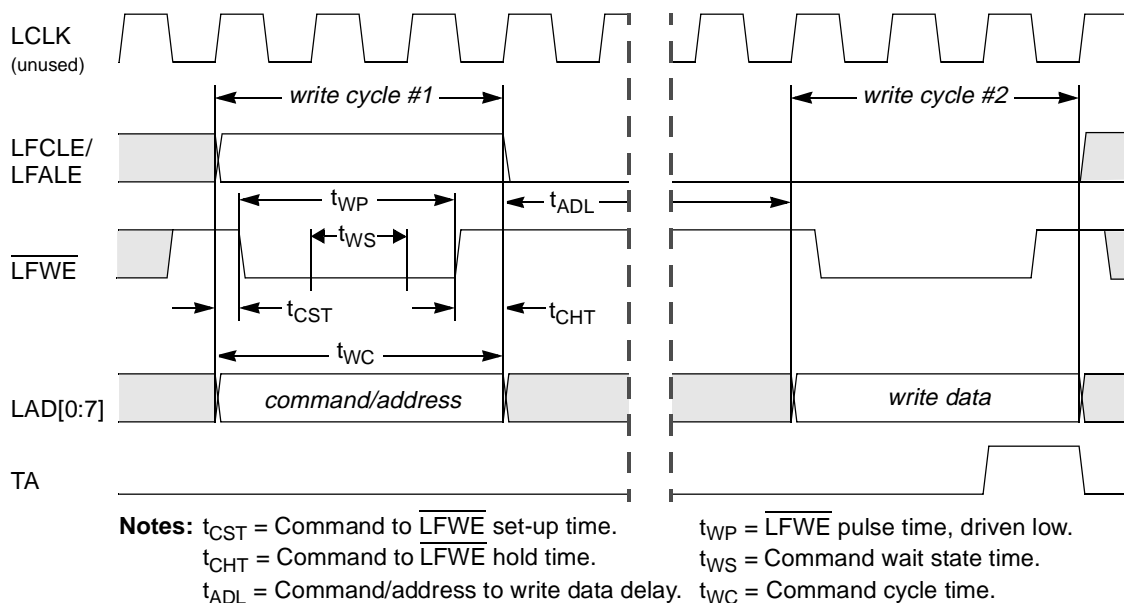 LCLK
(unused)
write cycle #1
write cycle #2
LFCLE/
LFALE
tWP
tADL
tWS
LFWE
tCST
tCHT
tWC
LAD[0:7]
command/address
write data
TA
Notes: tCST = Command to LFWE set-up time.
tWP = LFWE pulse time, driven low.
tCHT = Command to LFWE hold time.
tWS = Command wait state time.
tADL = Command/address to write data delay.
tWC = Command cycle time.